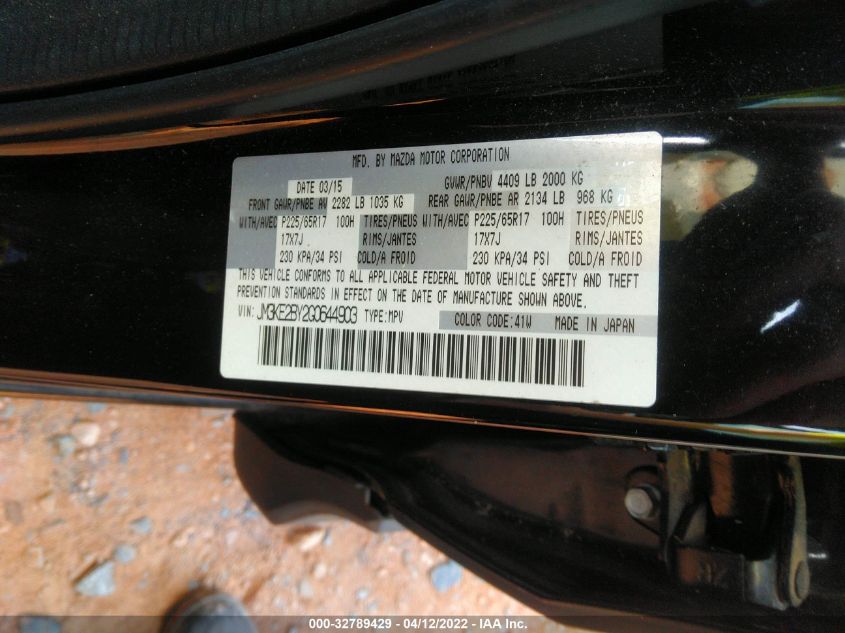 MFD. BY MAZDA MOTOR CORPORATION
DATE 03/15 GVWR/PNBV 4409 LB 2000 KG
FRONT GAWR/PNBE AV 2282 LB 1035 KG REAR GAWR/PNBE AR 2134 LB 968 KG
WITH/AVEC P225/65R17 100H TIRES/PNEUS WITH/AVEC P225/65R17 100H TIRES/PNEUS
17X7J RIMS/JANTES 17X7J RIMS/JANTES
230 KPA/34 PSI COLD/A FROID 230 KPA/34 PSI COLD/A FROID
THIS VEHICLE CONFORMS TO ALL APPLICABLE FEDERAL MOTOR VEHICLE SAFETY AND THEFT
PREVENTION STANDARDS IN EFFECT ON THE DATE OF MANUFACTURE SHOWN ABOVE.
VIN: JM3KE2BY2G0644903 TYPE:MPV COLOR CODE:41W MADE IN JAPAN
000-32789429 - 04/12/2022 - IAA Inc.